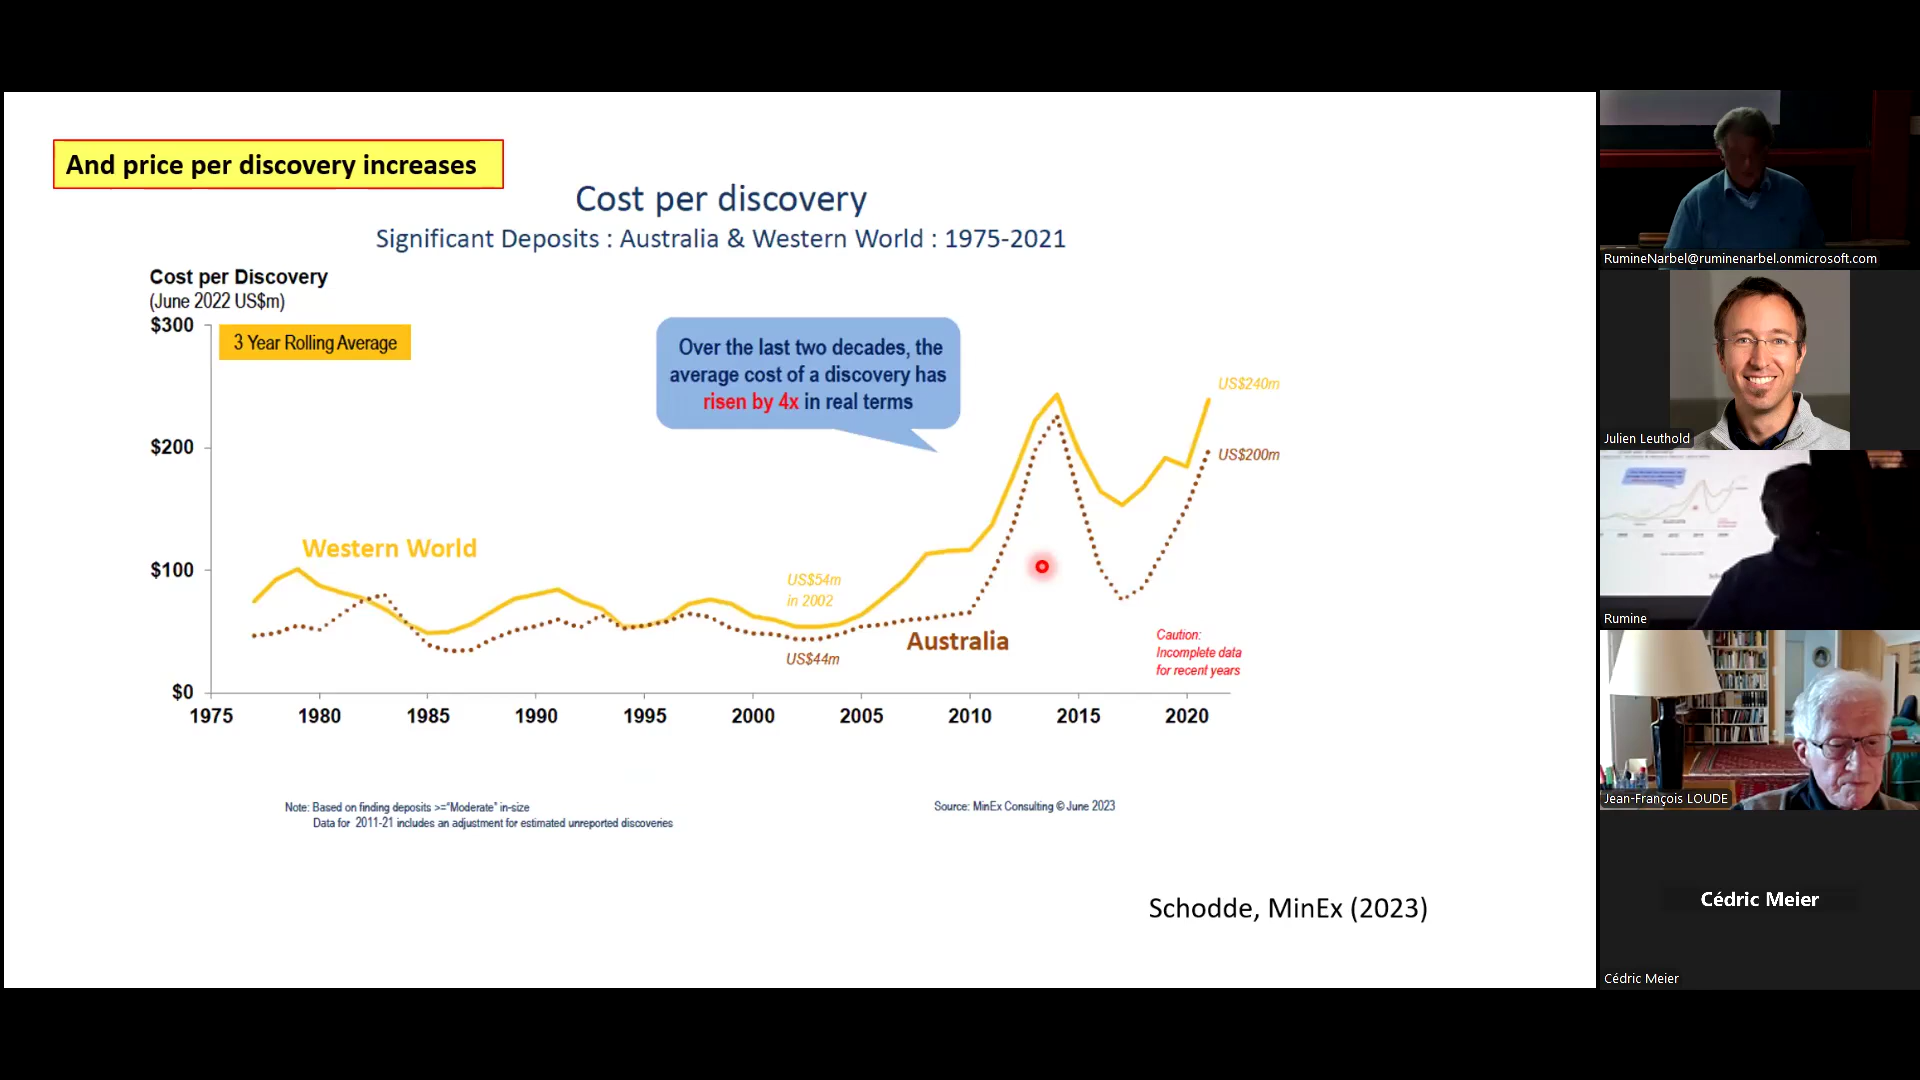 And price per discovery increases
Cost per discovery
Significant Deposits : Australia & Western World : 1975-2021
Cost per Discovery
(June 2022 US$m)
$300
$200
$100
$0
3 Year Rolling Average
Over the last two decades, the
average cost of a discovery has
risen by 4x in real terms
US$240m
US$200m
Western World
US$54m
in 2002
US$44m
Australia
Caution:
Incomplete data
for recent years
1975 1980 1985 1990 1995 2000 2005 2010 2015 2020
Note: Based on finding deposits >="Moderate" in-size
Data for 2011-21 includes an adjustment for estimated unreported discoveries
Source: MinEx Consulting © June 2023
Schodde, MinEx (2023)
RumineNarbel@ruminenarbel.onmicrosoft.com
Julien Leuthold
Rumine
Jean-François LOUDE
Cédric Meier
Cédric Meier